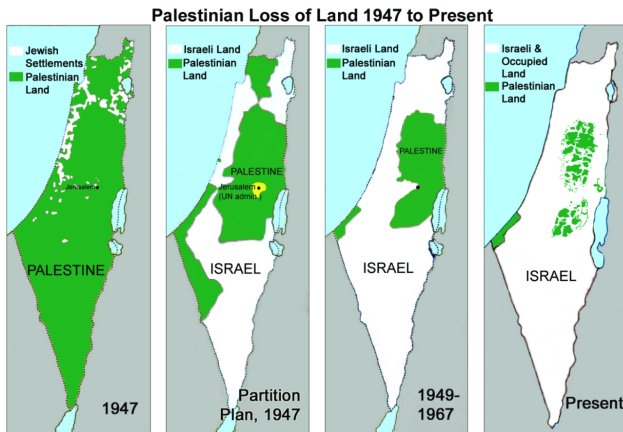 Palestinian Loss of Land 1947 to Present
Jewish
Settlements
Palestinian
Land
Jerusalem
PALESTINE
1947
Israeli Land
Palestinian
Land
PALESTINE
Jerusalem
(UN admin.)
ISRAEL
Partition
Plan, 1947
Israeli Land
Palestinian
Land
PALESTINE
ISRAEL
1949-
1967
Israeli &
Occupied
Land
Palestinian
Land
ISRAEL
Present